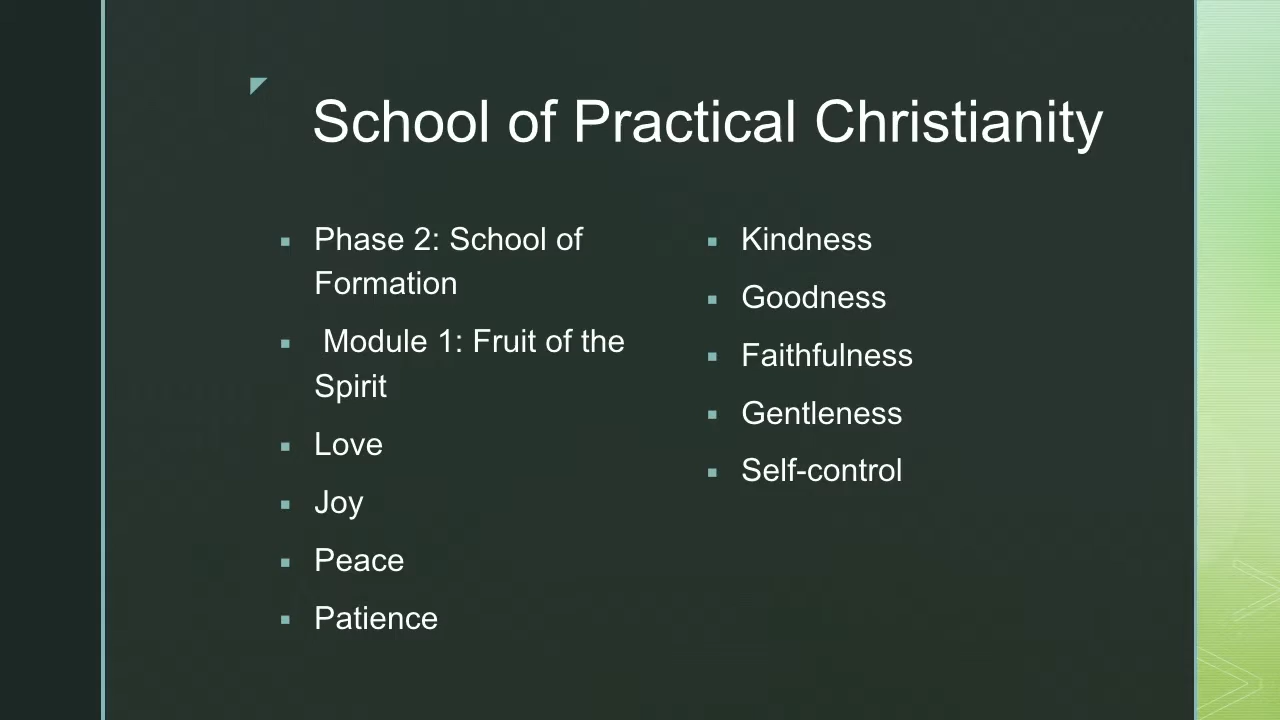 School of Practical Christianity
Phase 2: School of
Formation
Module 1: Fruit of the
Spirit
Love
Joy
Peace
Patience
Kindness
Goodness
Faithfulness
Gentleness
Self-control